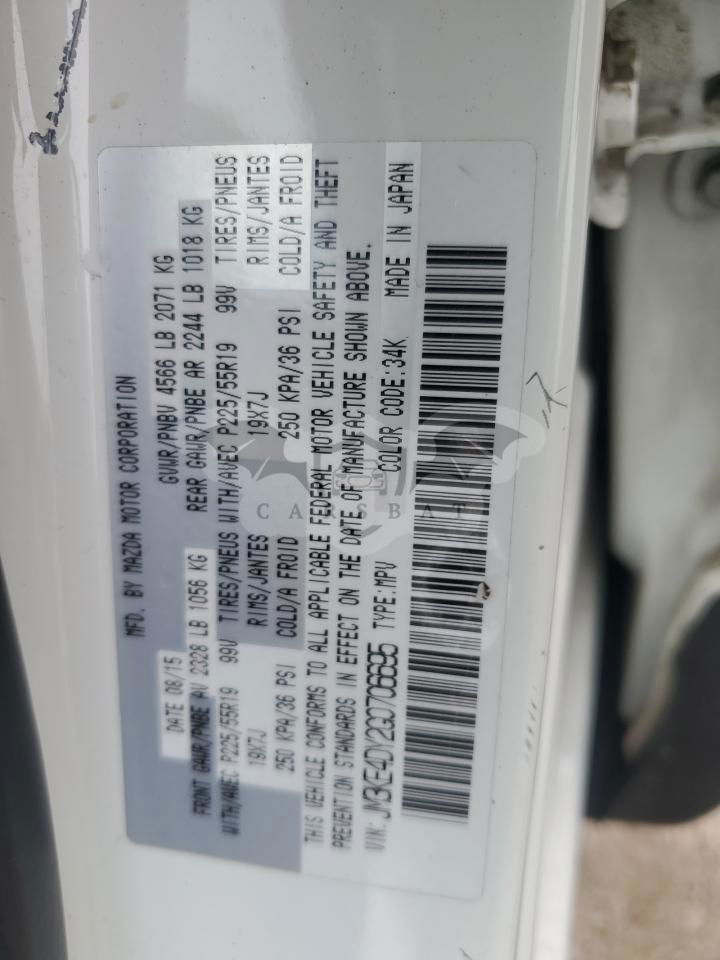 MFD. BY MAZDA MOTOR CORPORATION
DATE 08/15 GVWR/PNBV 4566 LB 2071 KG
FRONT GAWR/PNBE AV 2328 LB 1056 KG REAR GAWR/PNBE AR 2244 LB 1018 KG
WITH/AVEC P225/55R19 99V TIRES/PNEUS WITH/AVEC P225/55R19 99V TIRES/PNEUS
19X7J RIMS/JANTES 19X7J RIMS/JANTES
250 KPA/36 PSI COLD/A FROID 250 KPA/36 PSI COLD/A FROID
THIS VEHICLE CONFORMS TO ALL APPLICABLE FEDERAL MOTOR VEHICLE SAFETY AND THEFT
PREVENTION STANDARDS IN EFFECT ON THE DATE OF MANUFACTURE SHOWN ABOVE.
VIN: JM3KE4DY2G0706695 TYPE:MPV COLOR CODE:34K MADE IN JAPAN
CARSBAT